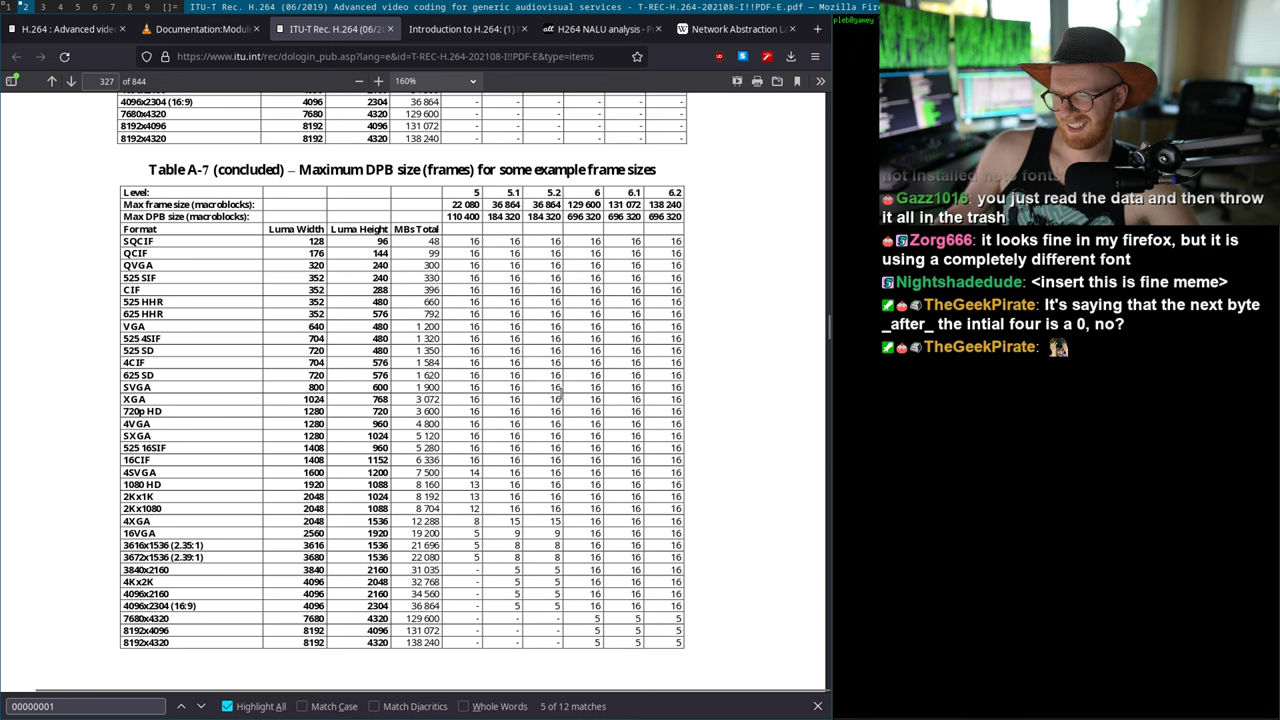 1 2 3 4 5 6 7 8 9 []= ITU-T Rec. H.264 (06/2019) Advanced video coding for generic audiovisual services - T-REC-H.264-202108-I!!PDF-E.pdf — Mozilla Fire
pleb@gamey
H.264 : Advanced vide
Documentation:Modul
ITU-T Rec. H.264 (06/2
Introduction to H.264: (1)
H264 NALU analysis - P
Network Abstraction L
https://www.itu.int/rec/dologin_pub.asp?lang=e&id=T-REC-H.264-202108-I!!PDF-E&type=items
327 of 844 160%
4096x2304 (16:9) 4096 2304 36 864 - - - - - -
7680x4320 7680 4320 129 600 - - - - - -
8192x4096 8192 4096 131 072 - - - - - -
8192x4320 8192 4320 138 240 - - - - - -
Table A-7 (concluded) – Maximum DPB size (frames) for some example frame sizes
Level: 5 5.1 5.2 6 6.1 6.2
Max frame size (macroblocks): 22 080 36 864 36 864 129 600 131 072 138 240
Max DPB size (macroblocks): 110 400 184 320 184 320 696 320 696 320 696 320
Format Luma Width Luma Height MBs Total
SQCIF 128 96 48 16 16 16 16 16 16
QCIF 176 144 99 16 16 16 16 16 16
QVGA 320 240 300 16 16 16 16 16 16
525 SIF 352 240 330 16 16 16 16 16 16
CIF 352 288 396 16 16 16 16 16 16
525 HHR 352 480 660 16 16 16 16 16 16
625 HHR 352 576 792 16 16 16 16 16 16
VGA 640 480 1 200 16 16 16 16 16 16
525 4SIF 704 480 1 320 16 16 16 16 16 16
525 SD 720 480 1 350 16 16 16 16 16 16
4CIF 704 576 1 584 16 16 16 16 16 16
625 SD 720 576 1 620 16 16 16 16 16 16
SVGA 800 600 1 900 16 16 16 16 16 16
XGA 1024 768 3 072 16 16 16 16 16 16
720p HD 1280 720 3 600 16 16 16 16 16 16
4VGA 1280 960 4 800 16 16 16 16 16 16
SXGA 1280 1024 5 120 16 16 16 16 16 16
525 16SIF 1408 960 5 280 16 16 16 16 16 16
16CIF 1408 1152 6 336 16 16 16 16 16 16
4SVGA 1600 1200 7 500 14 16 16 16 16 16
1080 HD 1920 1088 8 160 13 16 16 16 16 16
2Kx1K 2048 1024 8 192 13 16 16 16 16 16
2Kx1080 2048 1088 8 704 12 16 16 16 16 16
4XGA 2048 1536 12 288 8 15 15 16 16 16
16VGA 2560 1920 19 200 5 9 9 16 16 16
3616x1536 (2.35:1) 3616 1536 21 696 5 8 8 16 16 16
3672x1536 (2.39:1) 3680 1536 22 080 5 8 8 16 16 16
3840x2160 3840 2160 31 035 - 5 5 16 16 16
4Kx2K 4096 2048 32 768 - 5 5 16 16 16
4096x2160 4096 2160 34 560 - 5 5 16 16 16
4096x2304 (16:9) 4096 2304 36 864 - 5 5 16 16 16
7680x4320 7680 4320 129 600 - - - 5 5 5
8192x4096 8192 4096 131 072 - - - 5 5 5
8192x4320 8192 4320 138 240 - - - 5 5 5
00000001 Highlight All Match Case Match Diacritics Whole Words 5 of 12 matches
not installed new fonts
Gazz1016: you just read the data and then throw
it all in the trash
Zorg666: it looks fine in my firefox, but it is
using a completely different font
Nightshadedude: <insert this is fine meme>
TheGeekPirate: It's saying that the next byte
_after_ the intial four is a 0, no?
TheGeekPirate: